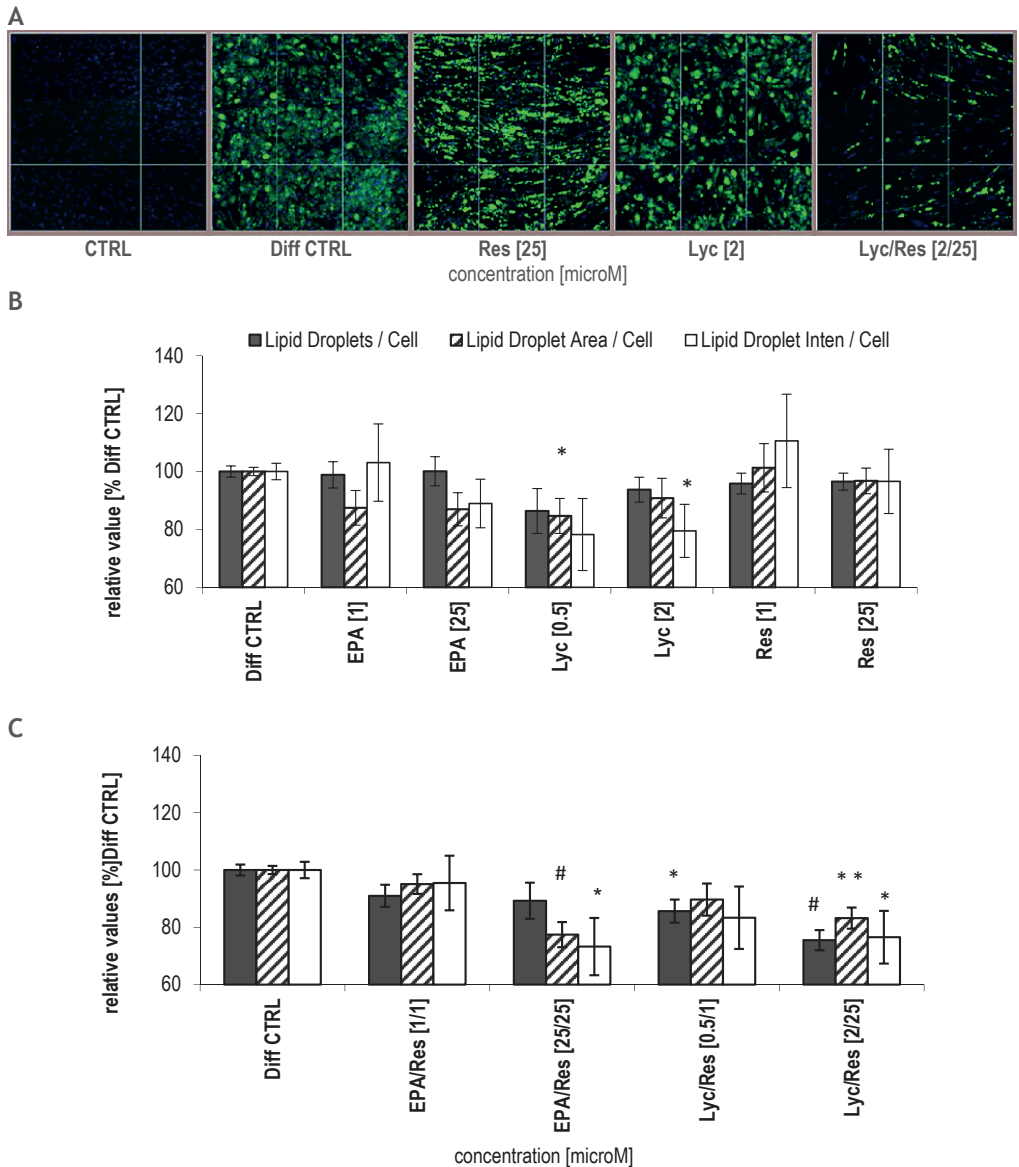 A
CTRL Diff CTRL Res [25] Lyc [2] Lyc/Res [2/25]
concentration [microM]
B
Lipid Droplets / Cell Lipid Droplet Area / Cell Lipid Droplet Inten / Cell
relative value [% Diff CTRL]
140
120
100
80
60
*
*
Diff CTRL
EPA [1]
EPA [25]
Lyc [0.5]
Lyc [2]
Res [1]
Res [25]
C
relative values [%]Diff CTRL]
140
120
100
80
60
#
*
*
#
* *
*
Diff CTRL
EPA/Res [1/1]
EPA/Res [25/25]
Lyc/Res [0.5/1]
Lyc/Res [2/25]
concentration [microM]